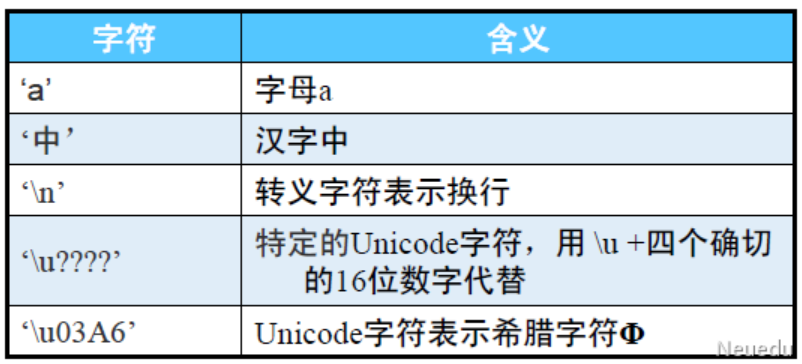 字符 含义
‘a’ 字母a
‘中’ 汉字中
‘\n’ 转义字符表示换行
‘\u????’ 特定的Unicode字符，用 \u +四个确切
的16位数字代替
‘\u03A6’ Unicode字符表示希腊字符Φ
Neuedu